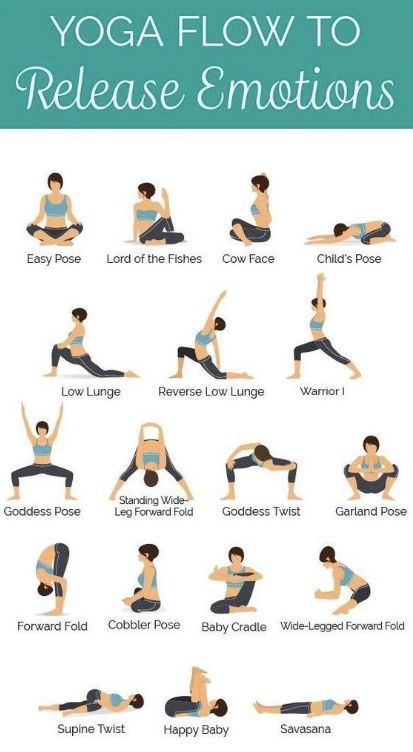 YOGA FLOW TO
Release Emotions
Easy Pose
Lord of the Fishes
Cow Face
Child's Pose
Low Lunge
Reverse Low Lunge
Warrior I
Goddess Pose
Standing Wide-
Leg Forward Fold
Goddess Twist
Garland Pose
Forward Fold
Cobbler Pose
Baby Cradle
Wide-Legged Forward Fold
Supine Twist
Happy Baby
Savasana